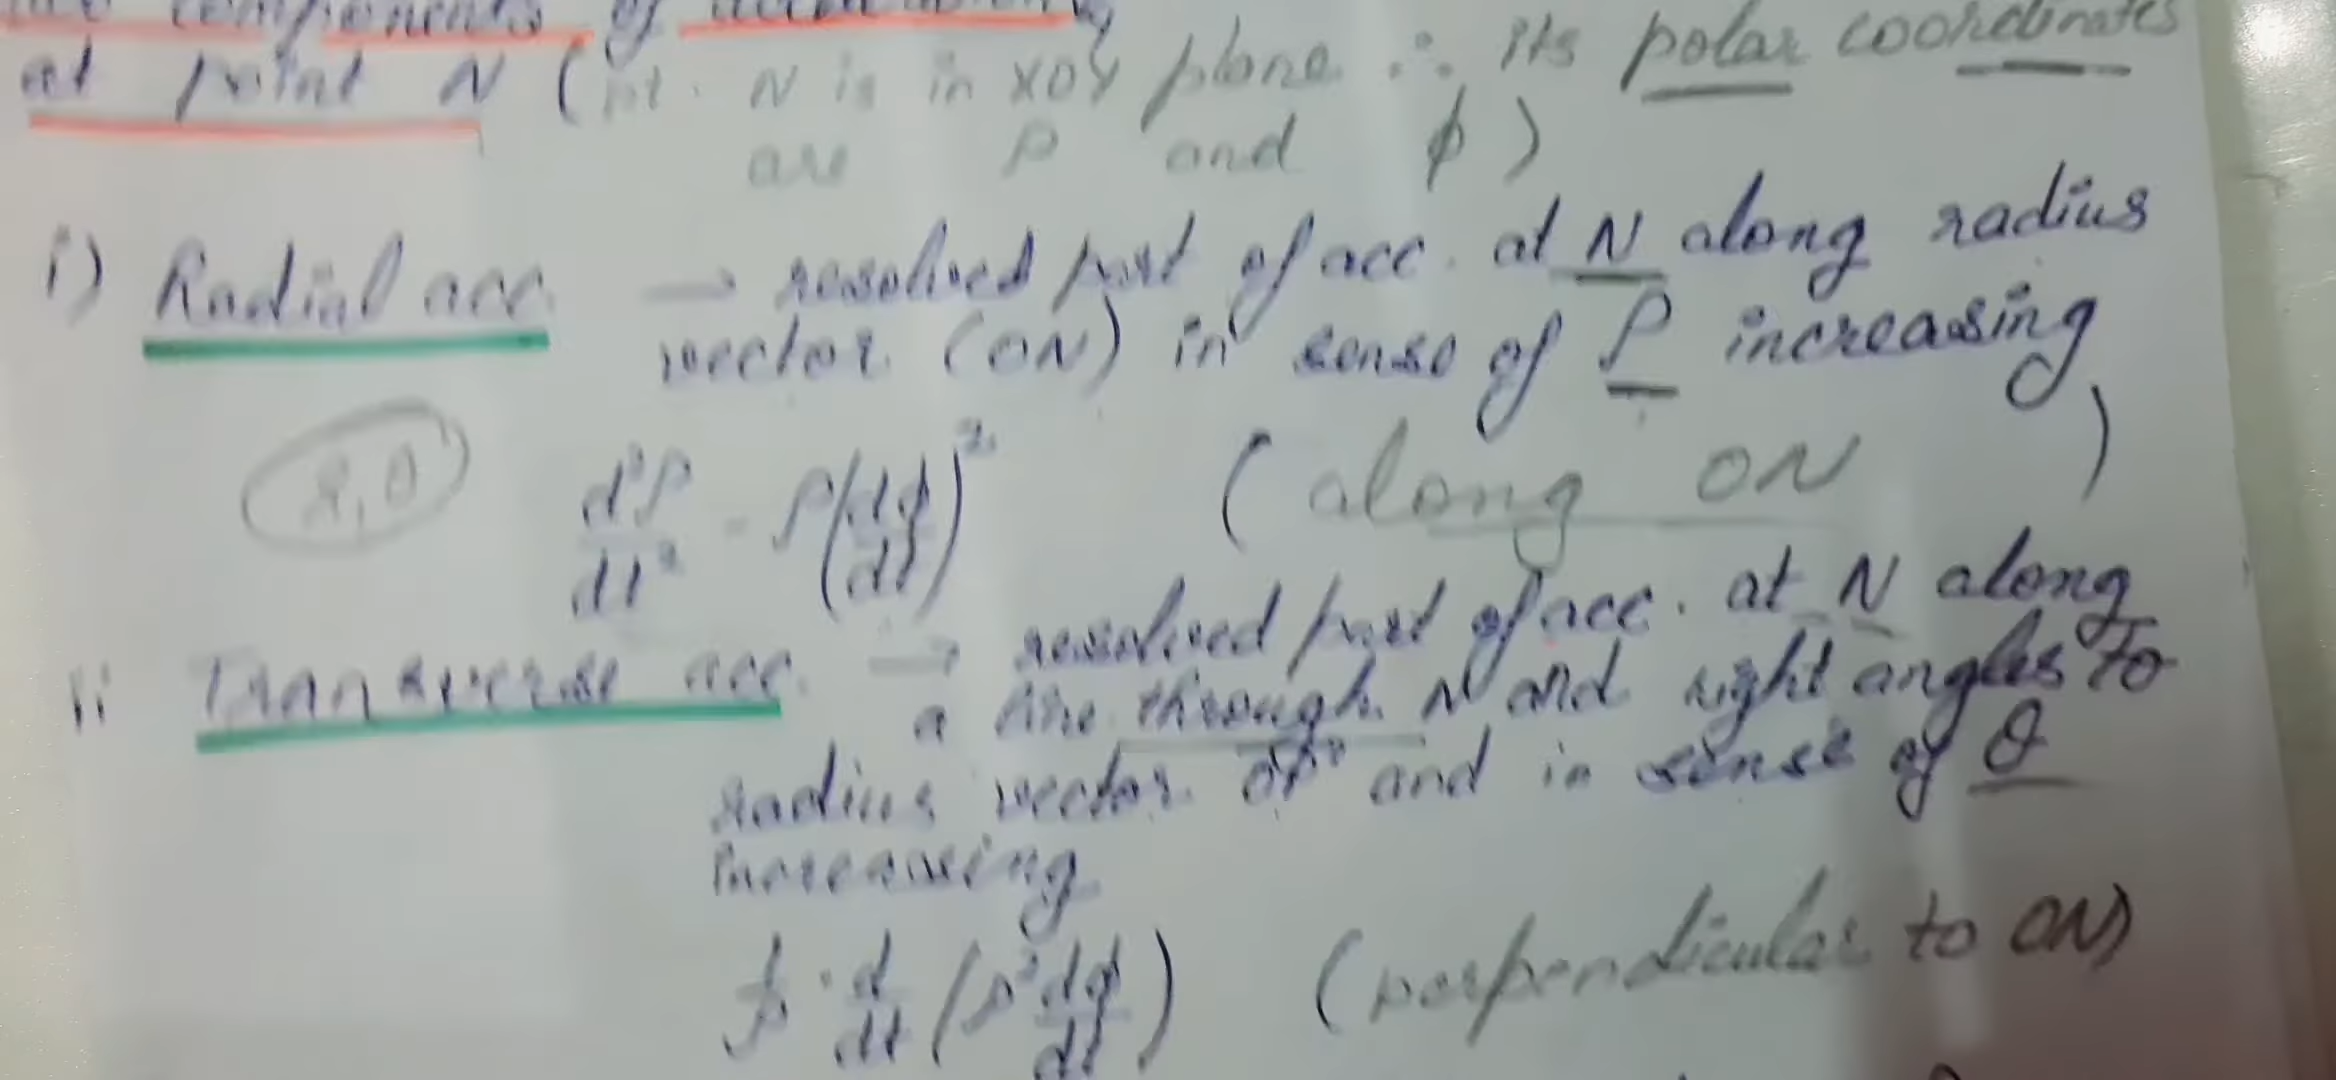 components of
at point N (pt. N is in XOY plane ∴ its polar coordinates
are ρ and ϕ)
i) Radial acc. → resolved part of acc. at N along radius
vector (ON) in sense of ρ increasing
(r, θ) d²ρ/dt² - ρ(dϕ/dt)² (along ON)
ii Transverse acc. → resolved part of acc. at N along
a line through N and right angles to
radius vector OP and in sense of θ
increasing
1/ρ · d/dt (ρ² dϕ/dt) (perpendicular to ON)